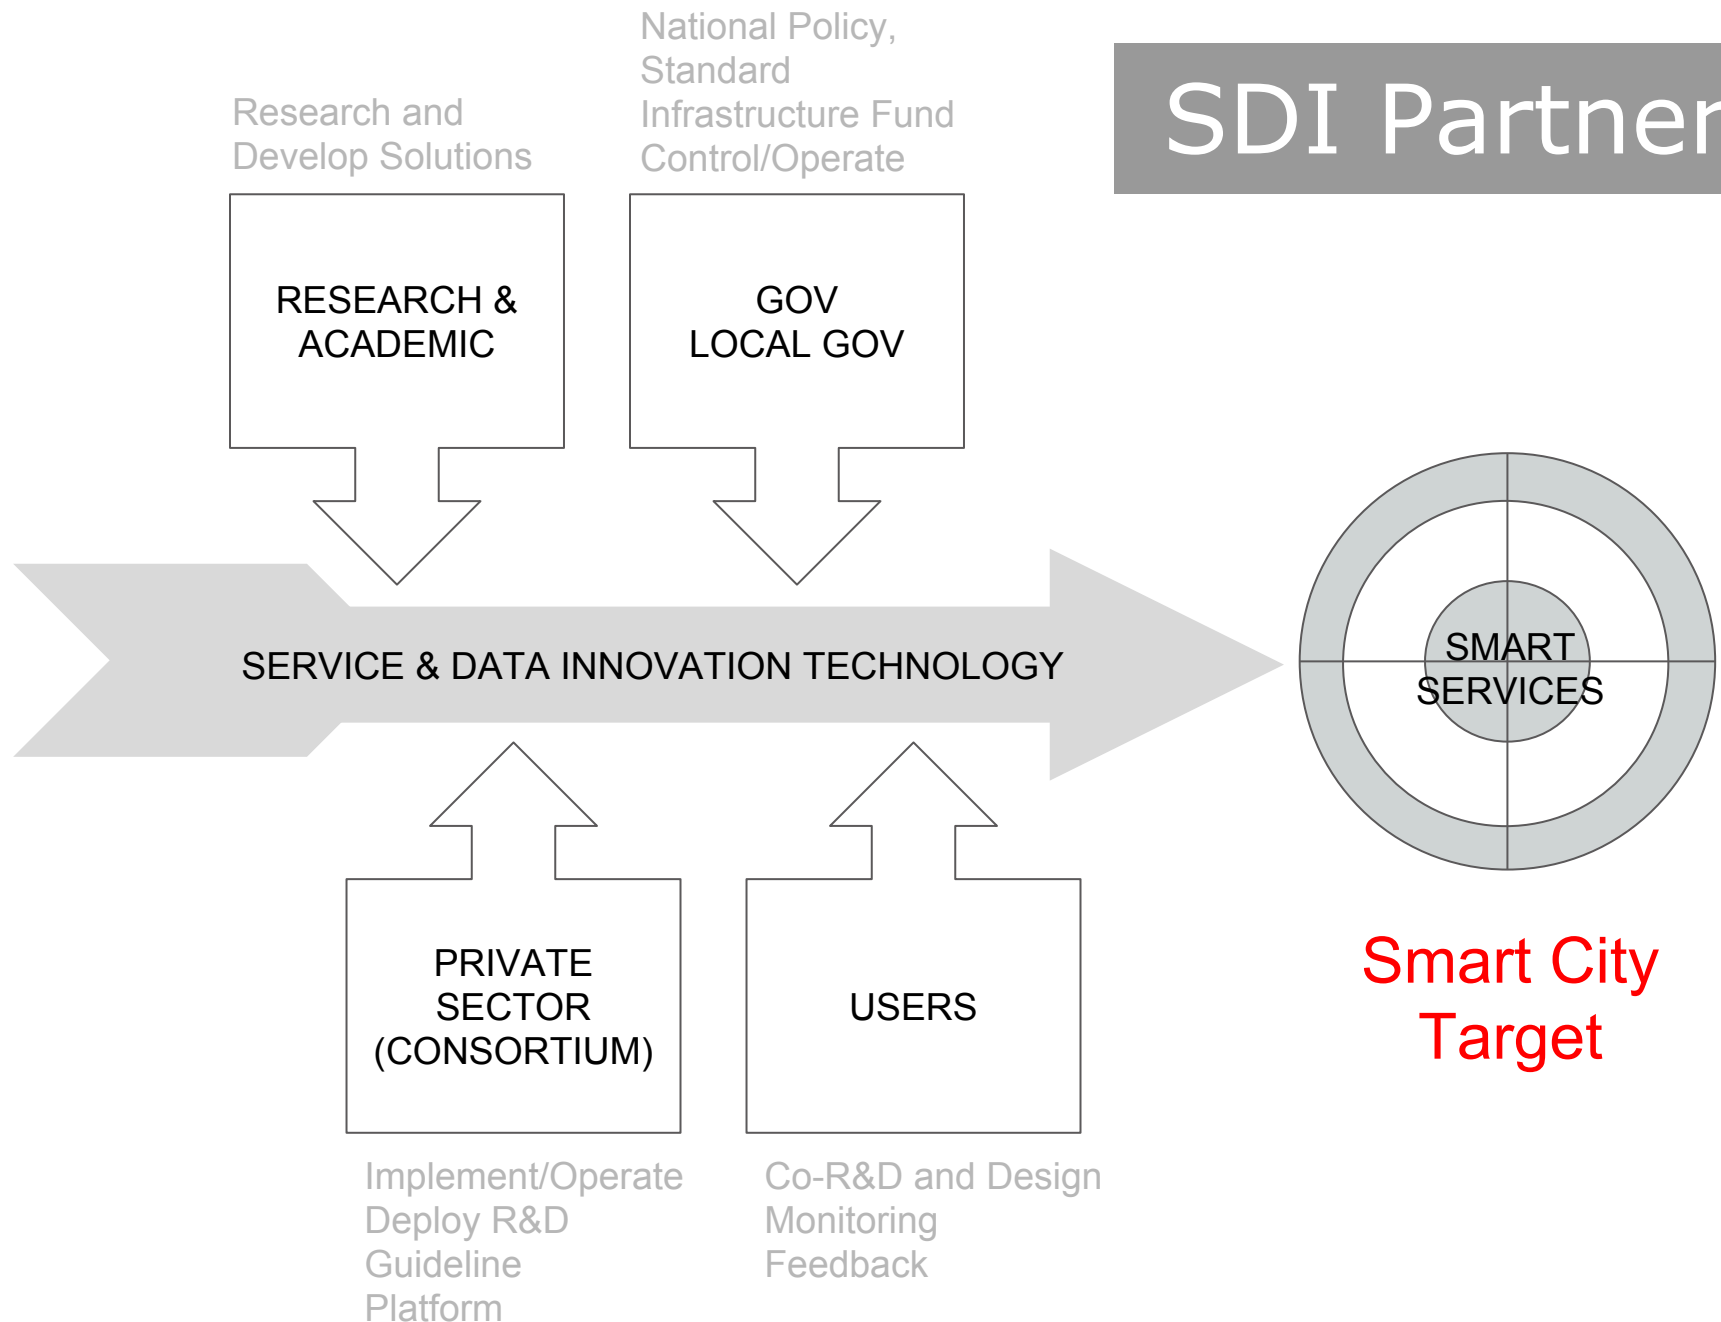 National Policy,
Standard
Infrastructure Fund
Control/Operate
SDI Partner
Research and
Develop Solutions
RESEARCH &
ACADEMIC
GOV
LOCAL GOV
SERVICE & DATA INNOVATION TECHNOLOGY
SMART
SERVICES
Smart City
Target
PRIVATE
SECTOR
(CONSORTIUM)
USERS
Implement/Operate
Deploy R&D
Guideline
Platform
Co-R&D and Design
Monitoring
Feedback